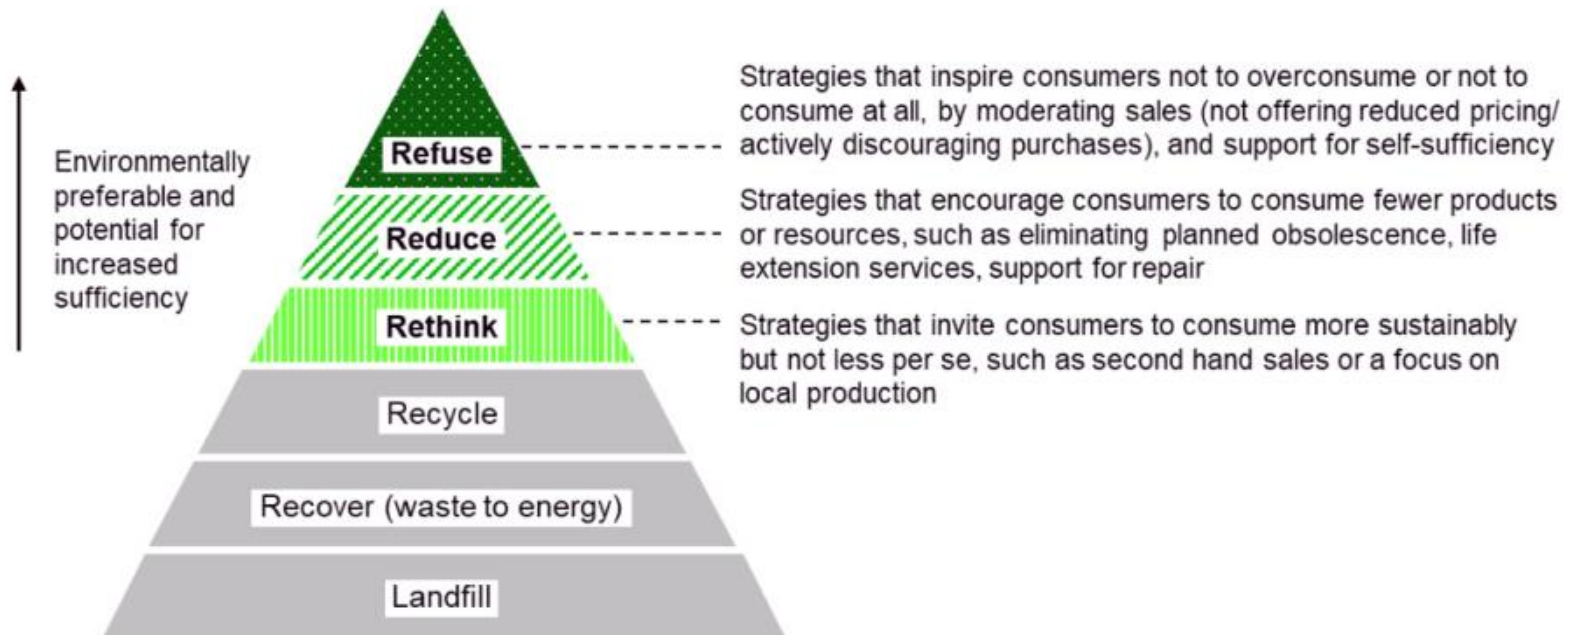 Environmentally
preferable and
potential for
increased
sufficiency
Refuse
Strategies that inspire consumers not to overconsume or not to
consume at all, by moderating sales (not offering reduced pricing/
actively discouraging purchases), and support for self-sufficiency
Reduce
Strategies that encourage consumers to consume fewer products
or resources, such as eliminating planned obsolescence, life
extension services, support for repair
Rethink
Strategies that invite consumers to consume more sustainably
but not less per se, such as second hand sales or a focus on
local production
Recycle
Recover (waste to energy)
Landfill